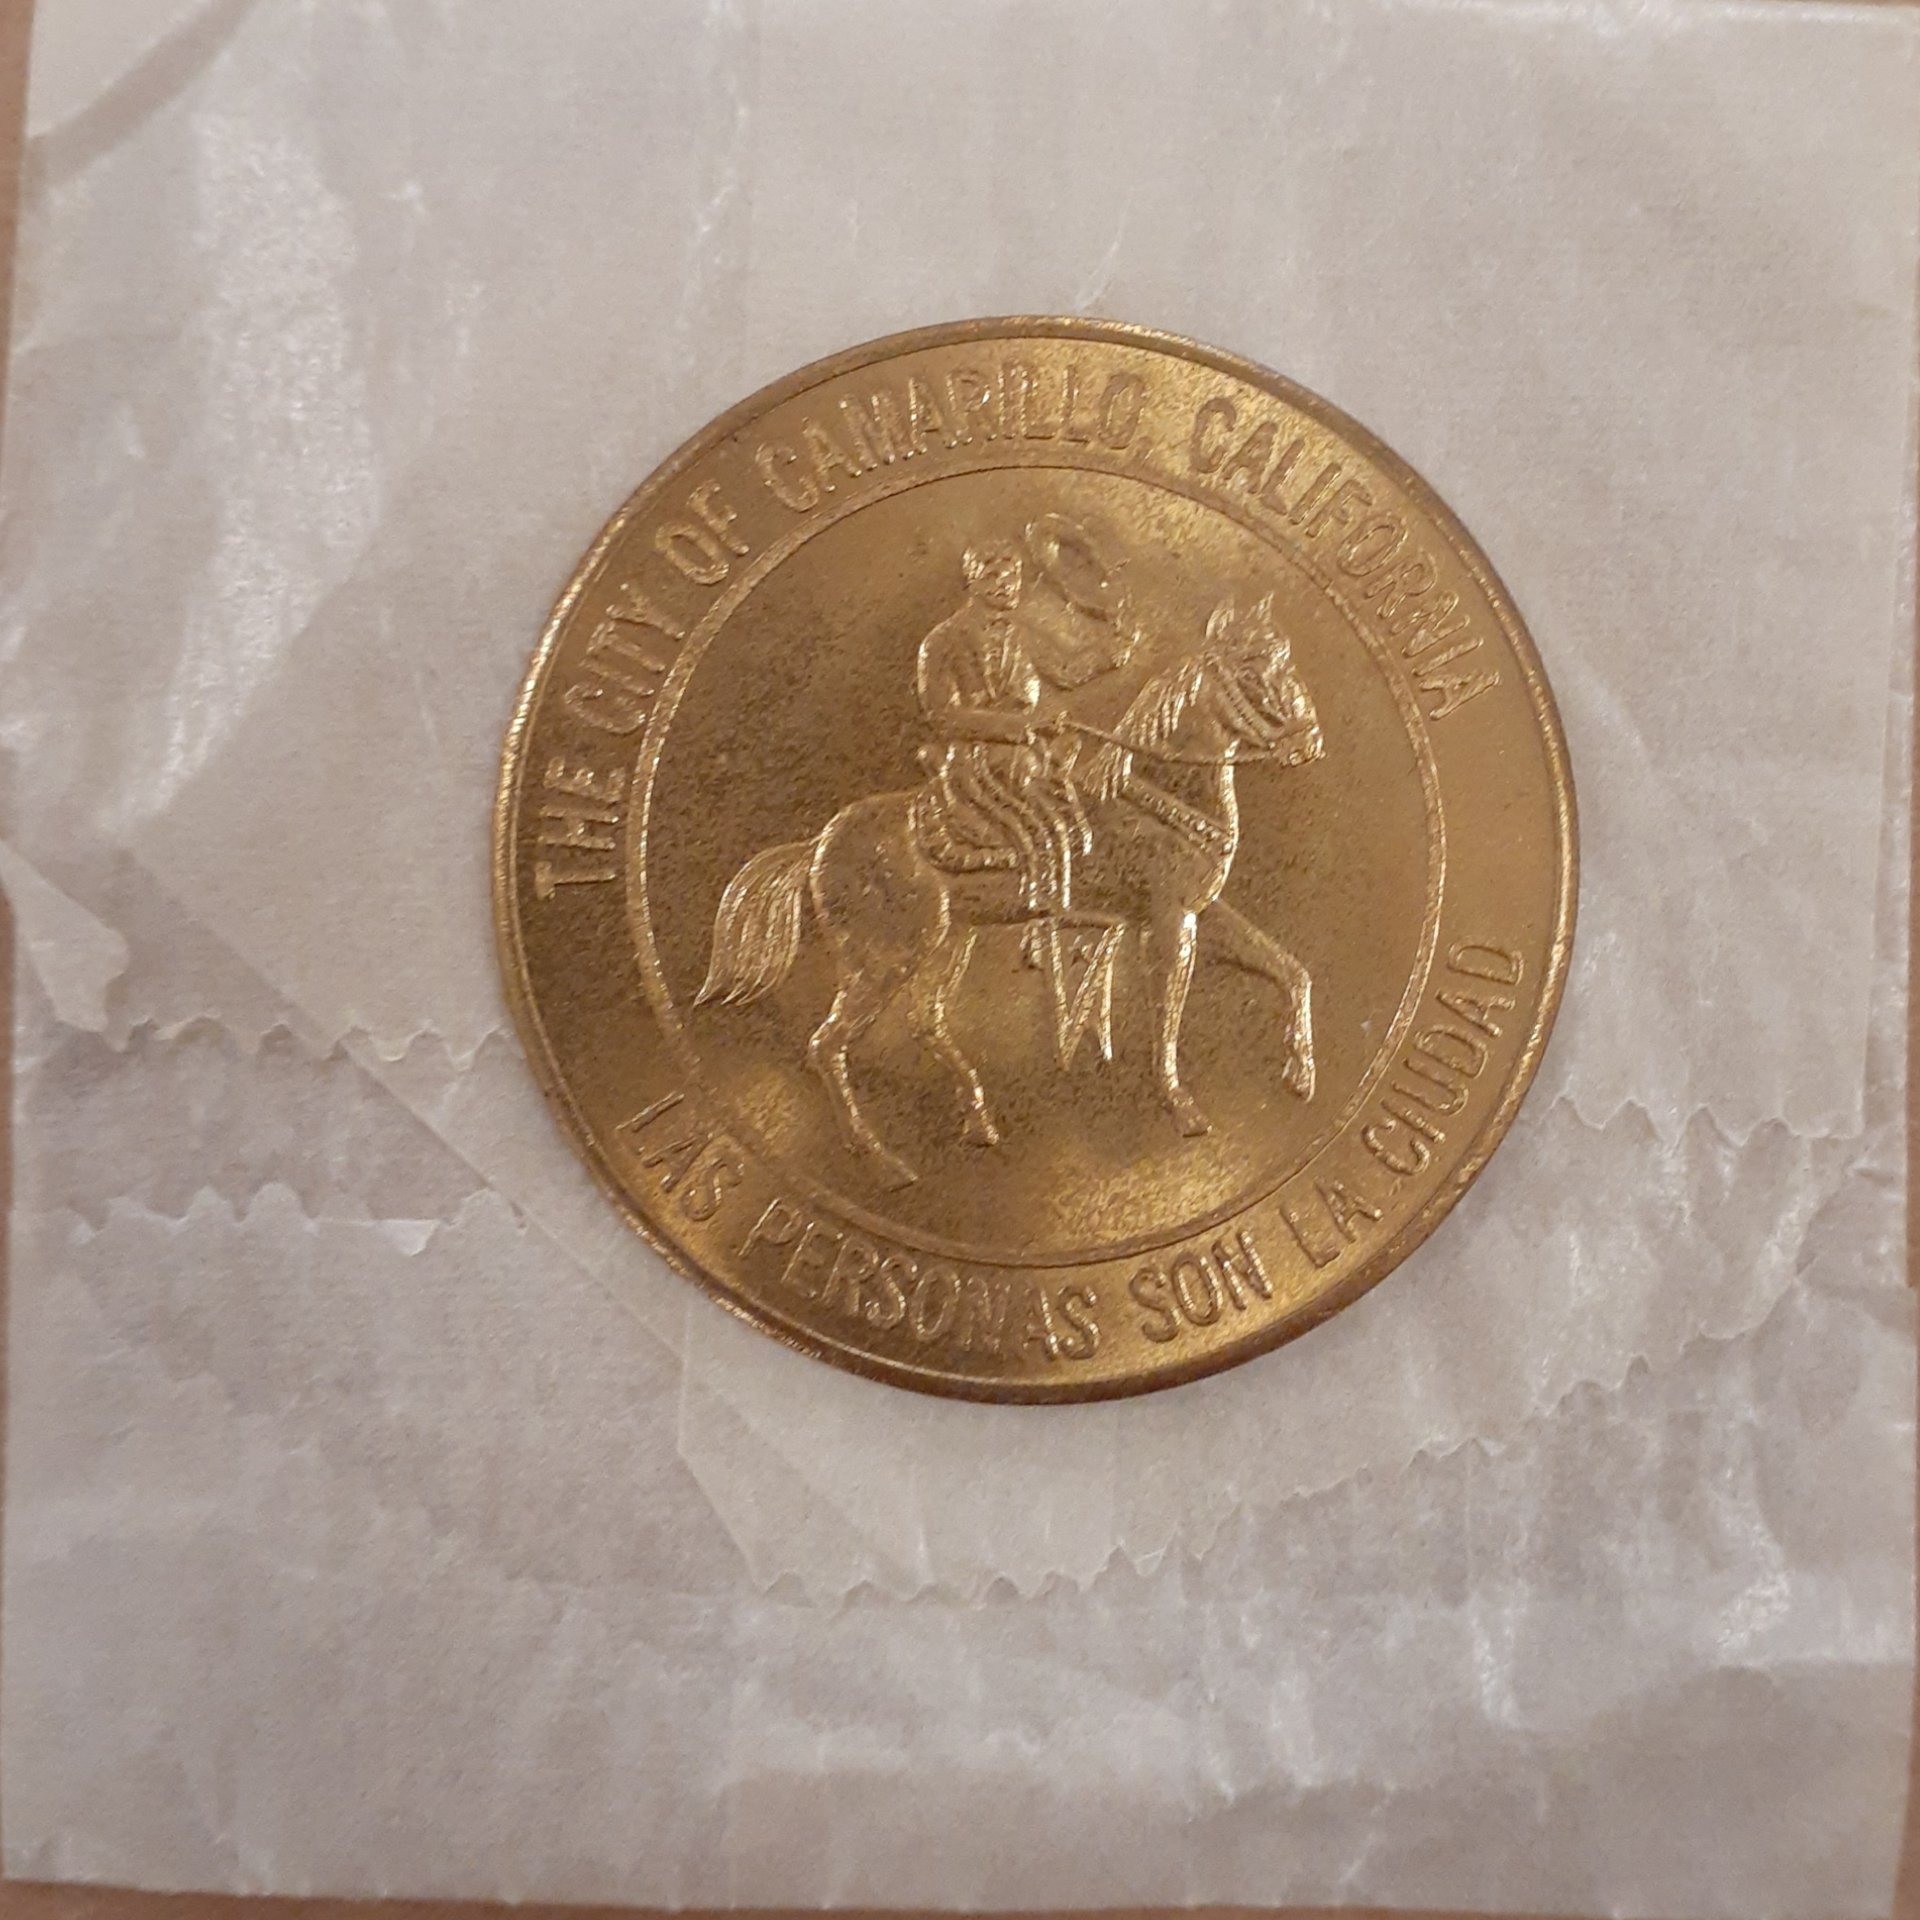 THE CITY OF CAMARILLO, CALIFORNIA
LAS PERSONAS SON LA CIUDAD